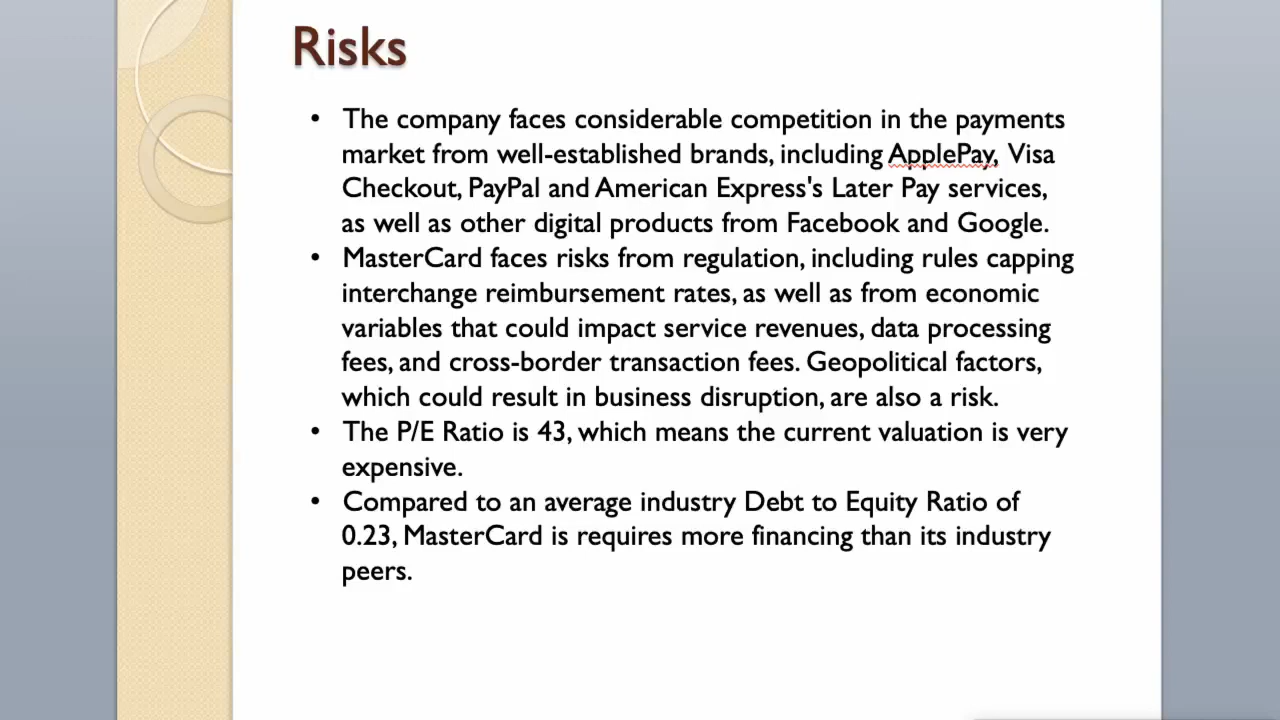 Risks
• The company faces considerable competition in the payments
market from well-established brands, including ApplePay, Visa
Checkout, PayPal and American Express's Later Pay services,
as well as other digital products from Facebook and Google.
• MasterCard faces risks from regulation, including rules capping
interchange reimbursement rates, as well as from economic
variables that could impact service revenues, data processing
fees, and cross-border transaction fees. Geopolitical factors,
which could result in business disruption, are also a risk.
• The P/E Ratio is 43, which means the current valuation is very
expensive.
• Compared to an average industry Debt to Equity Ratio of
0.23, MasterCard is requires more financing than its industry
peers.